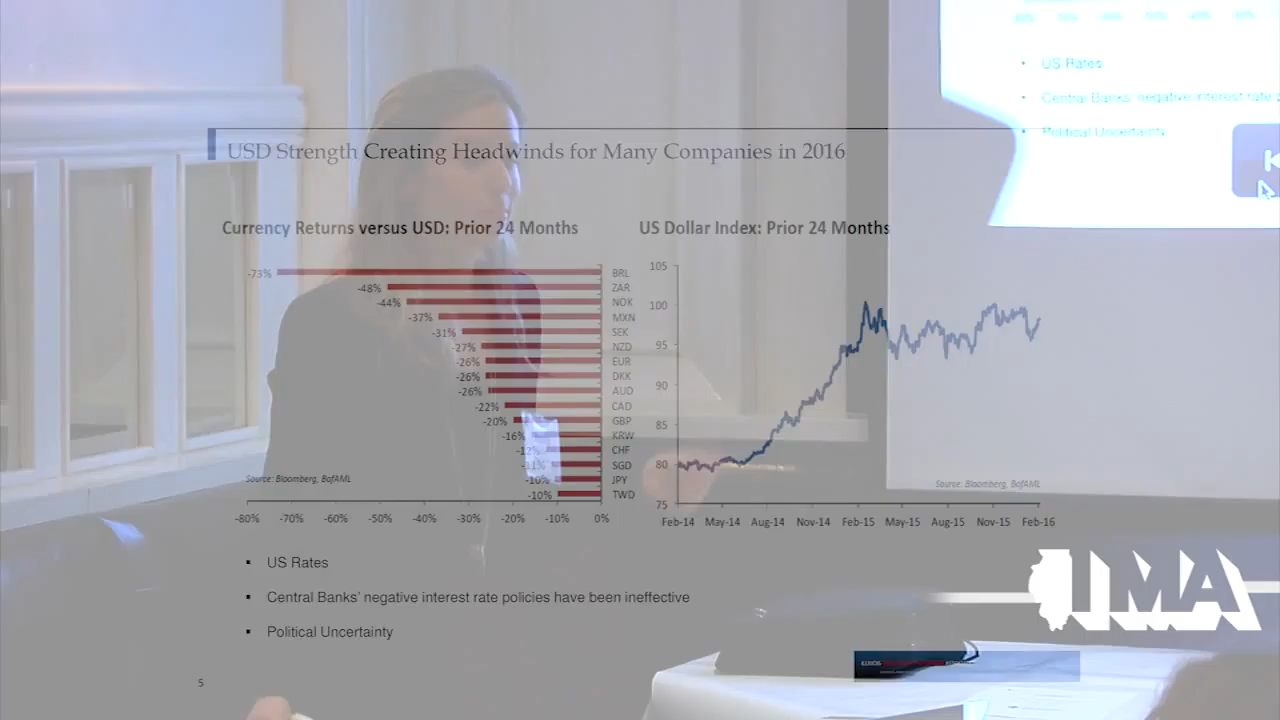 US Rates
Central Banks' negative interest rate
Political Uncertainty
USD Strength Creating Headwinds for Many Companies in 2016
Currency Returns versus USD: Prior 24 Months
-73% BRL
-48% ZAR
-44% NOK
-37% MXN
-31% SEK
-27% NZD
-26% EUR
-26% DKK
-26% AUD
-22% CAD
-20% GBP
-16% KRW
-12% CHF
-11% SGD
-10% JPY
-10% TWD
Source: Bloomberg, BofAML
-80% -70% -60% -50% -40% -30% -20% -10% 0%
US Dollar Index: Prior 24 Months
105
100
95
90
85
80
75
Source: Bloomberg, BofAML
Feb-14 May-14 Aug-14 Nov-14 Feb-15 May-15 Aug-15 Nov-15 Feb-16
US Rates
Central Banks' negative interest rate policies have been ineffective
Political Uncertainty
IMA
5